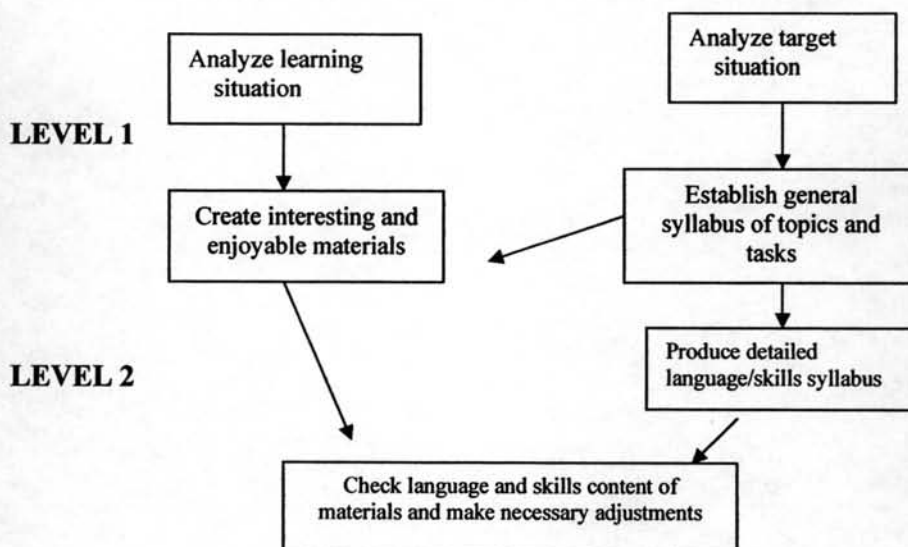 Analyze learning
situation
Analyze target
situation
LEVEL 1
Create interesting and
enjoyable materials
Establish general
syllabus of topics and
tasks
LEVEL 2
Produce detailed
language/skills syllabus
Check language and skills content of
materials and make necessary adjustments